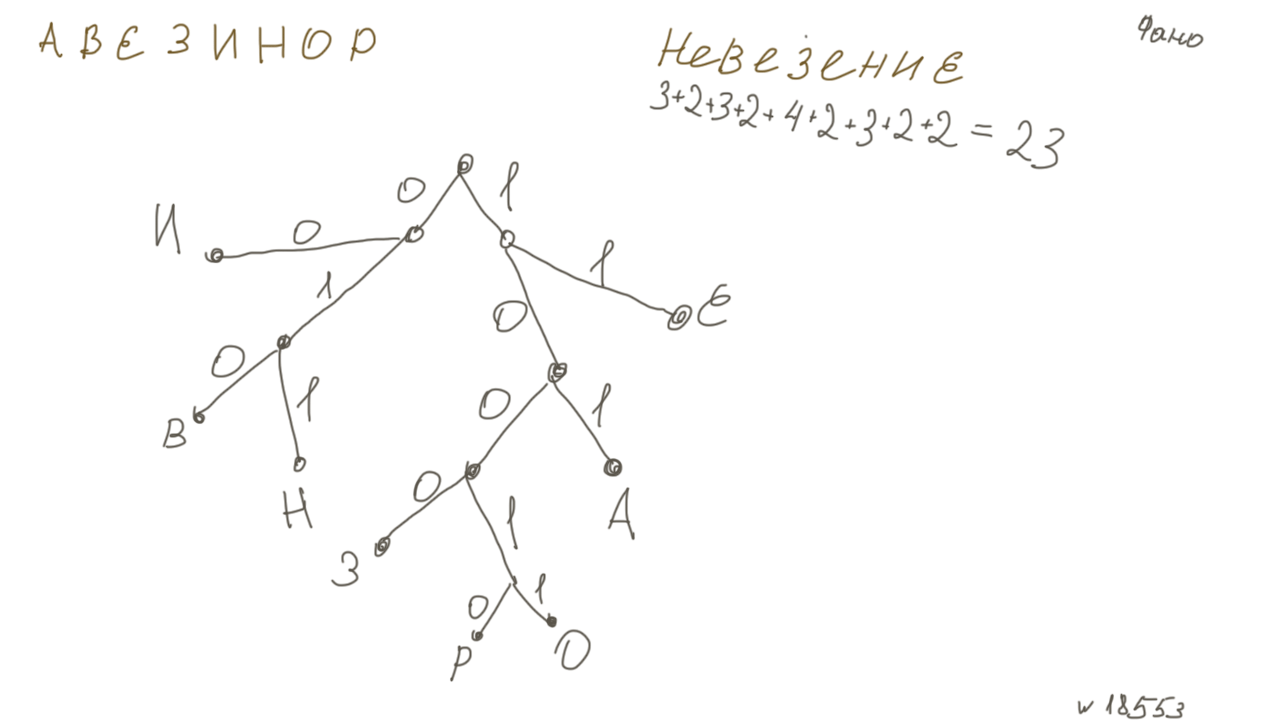 А В Е З И Н О Р
Фано
НеВезение
3+2+3+2+4+2+3+2+2 = 23
0 1
И 0
1 1
0 Е
0 1 0 1
В
0 1
Н А
З
0 1
Р О
№ 18553